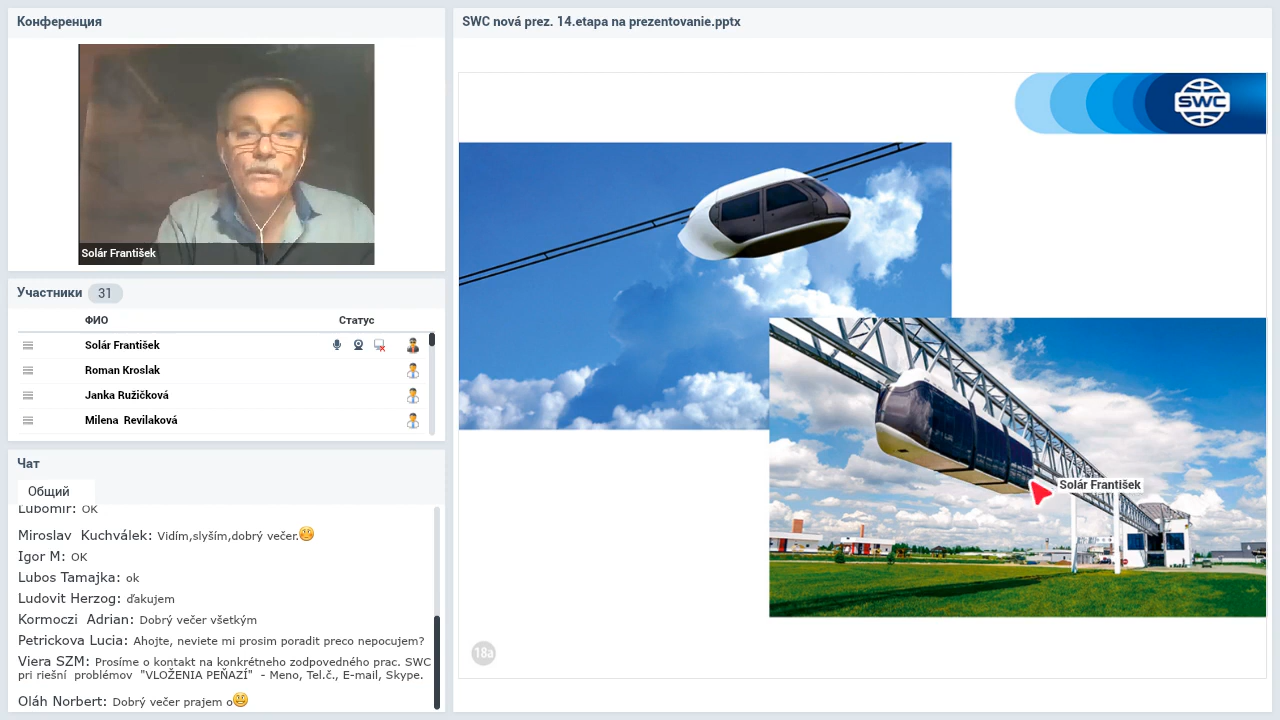 Конференция
Solár František
Участники 31
ФИО Статус
Solár František
Roman Kroslak
Janka Ružičková
Milena Revilaková
Чат
Общий
Lubomir: OK
Miroslav Kuchválek: Vidím,slyším,dobrý večer.
Igor M: OK
Lubos Tamajka: ok
Ludovit Herzog: ďakujem
Kormoczi Adrian: Dobrý večer všetkým
Petrickova Lucia: Ahojte, neviete mi prosim poradit preco nepocujem?
Viera SZM: Prosíme o kontakt na konkrétneho zodpovedného prac. SWC
pri riešní problémov "VLOŽENIA PEŇAZÍ" - Meno, Tel.č., E-mail, Skype.
Oláh Norbert: Dobrý večer prajem o
SWC nová prez. 14.etapa na prezentovanie.pptx
SWC
Solár František
18a